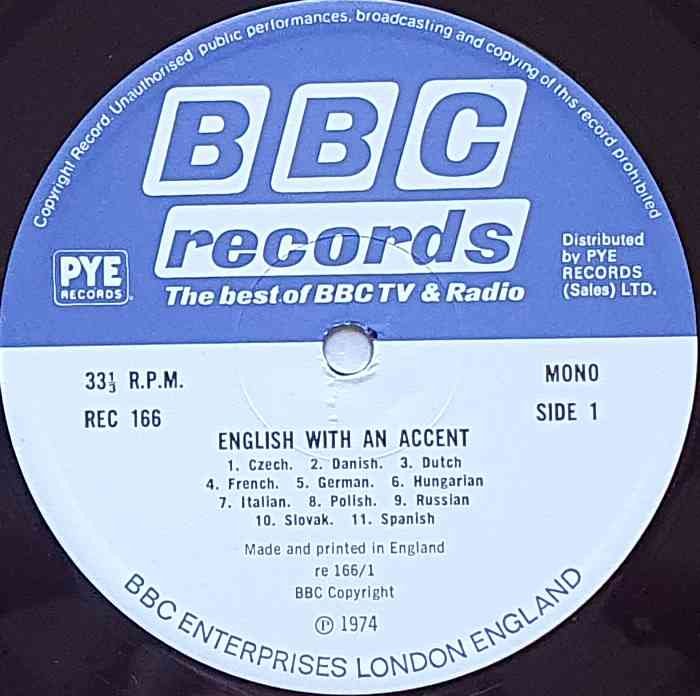 Copyright Record. Unauthorised public performances, broadcasting and copying of this record prohibited
BBC
records
The best of BBC TV & Radio
PYE
RECORDS
Distributed
by PYE
RECORDS
(Sales) LTD.
33⅓ R.P.M.
REC 166
MONO
SIDE 1
ENGLISH WITH AN ACCENT
1. Czech. 2. Danish. 3. Dutch
4. French. 5. German. 6. Hungarian
7. Italian. 8. Polish. 9. Russian
10. Slovak. 11. Spanish
Made and printed in England
re 166/1
BBC Copyright
Ⓟ 1974
BBC ENTERPRISES LONDON ENGLAND